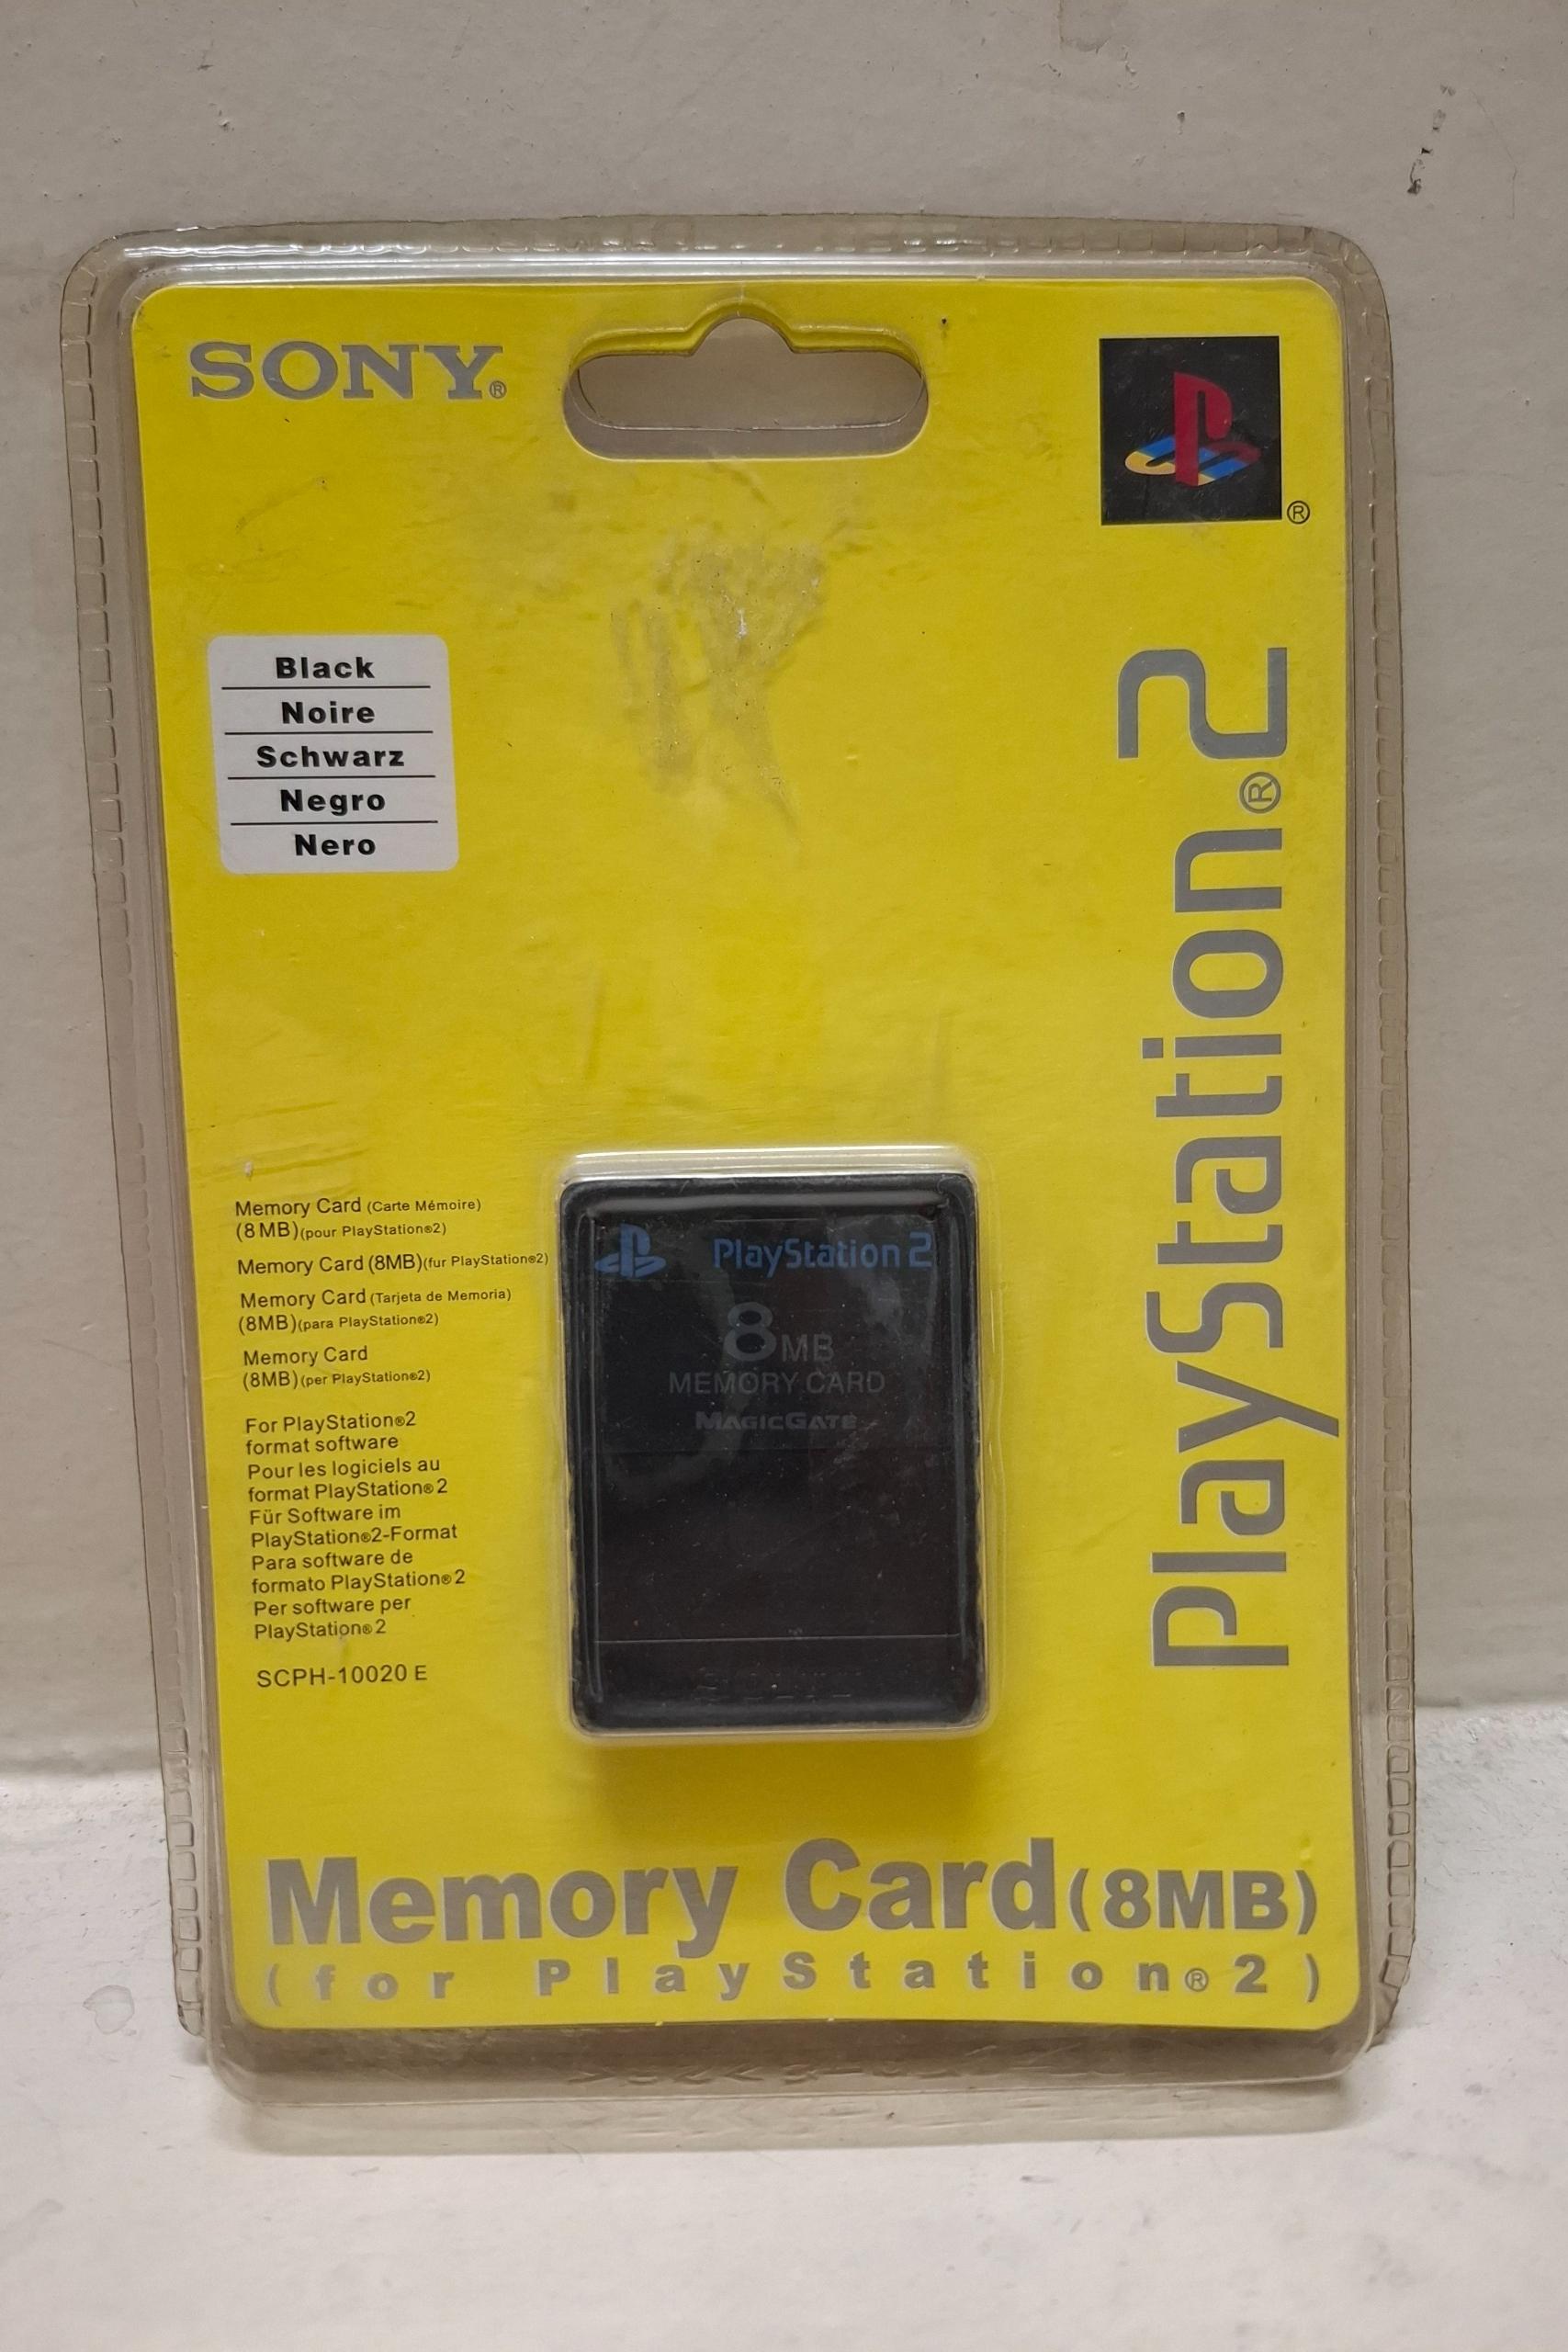 SONY®
®
Black
Noire
Schwarz
Negro
Nero
PlayStation®2
Memory Card (Carte Mémoire)
(8MB)(pour PlayStation®2)
Memory Card (8MB)(fur PlayStation®2)
Memory Card (Tarjeta de Memoria)
(8MB)(para PlayStation®2)
Memory Card
(8MB)(per PlayStation®2)
For PlayStation®2
format software
Pour les logiciels au
format PlayStation®2
Für Software im
PlayStation®2-Format
Para software de
formato PlayStation®2
Per software per
PlayStation®2
SCPH-10020 E
PlayStation 2
8MB
MEMORY CARD
MAGICGATE
Memory Card(8MB)
(for PlayStation®2)